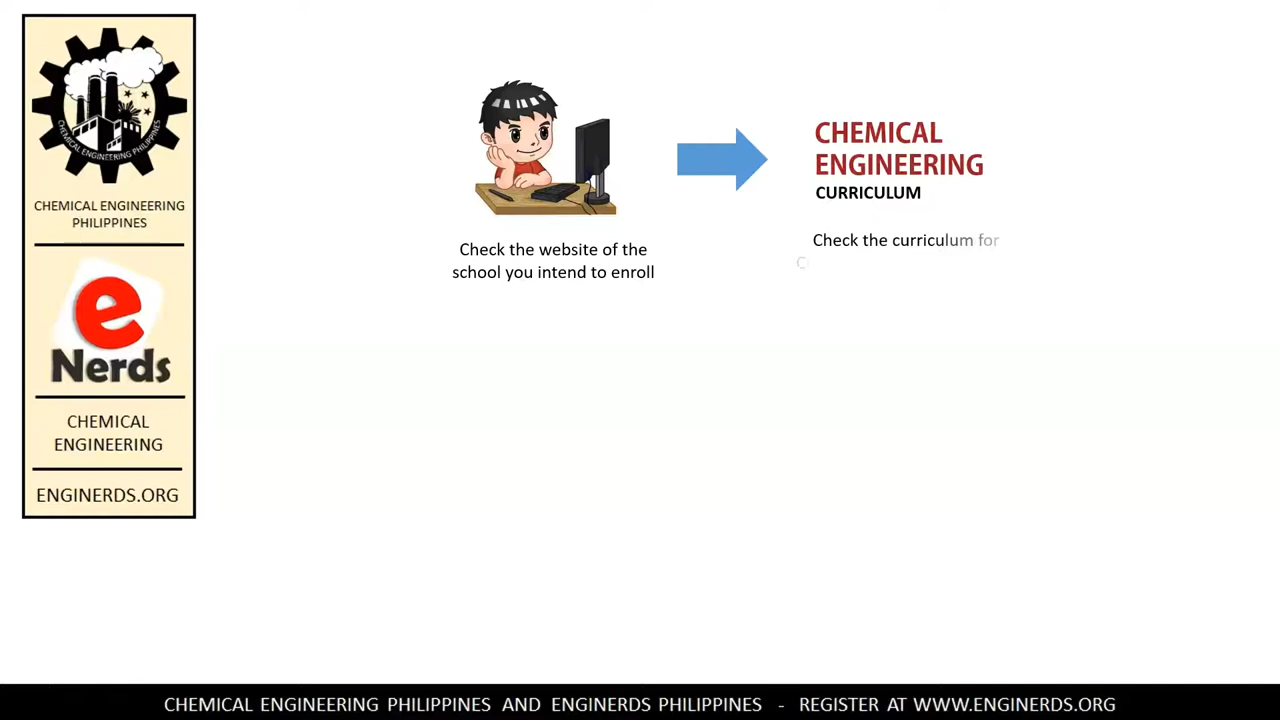 CHEMICAL ENGINEERING PHILIPPINES
CHEMICAL ENGINEERING
PHILIPPINES
e
Nerds
CHEMICAL
ENGINEERING
ENGINERDS.ORG
Check the website of the
school you intend to enroll
CHEMICAL
ENGINEERING
CURRICULUM
Check the curriculum for
C
CHEMICAL ENGINEERING PHILIPPINES AND ENGINERDS PHILIPPINES - REGISTER AT WWW.ENGINERDS.ORG